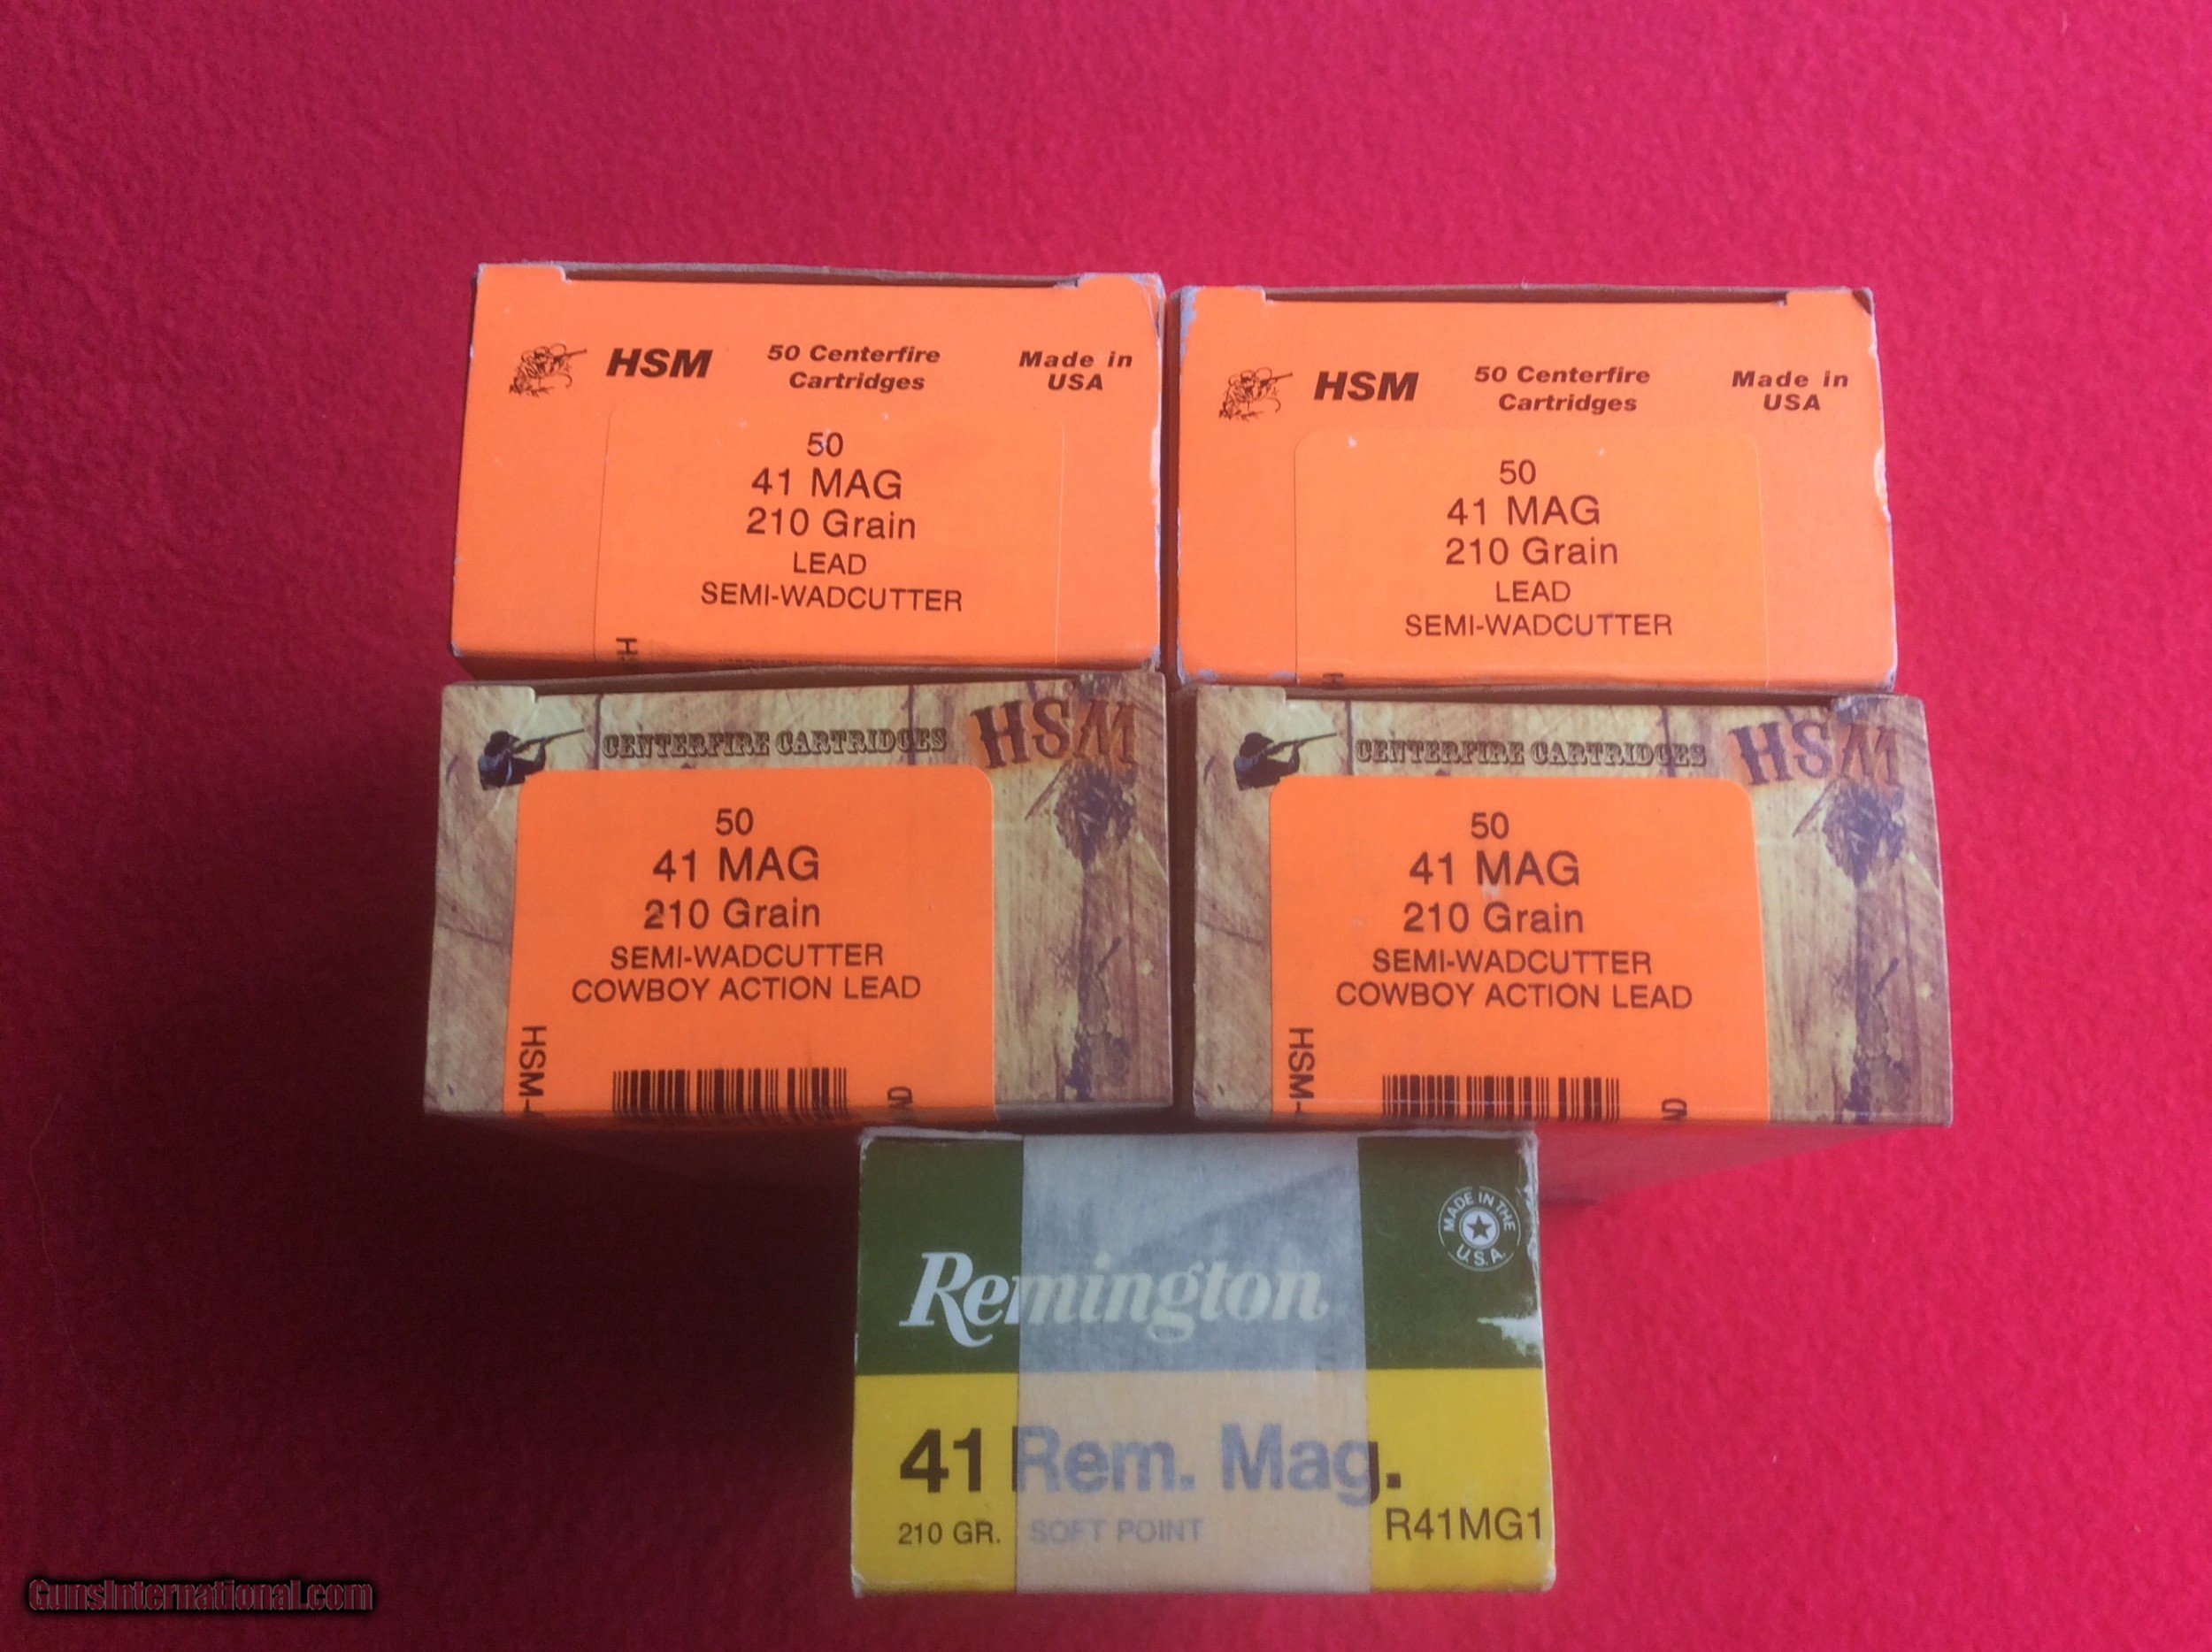 HSM
50 Centerfire
Cartridges
Made in
USA
50
41 MAG
210 Grain
LEAD
SEMI-WADCUTTER
HSM
50 Centerfire
Cartridges
Made in
USA
50
41 MAG
210 Grain
LEAD
SEMI-WADCUTTER
CENTERFIRE CARTRIDGES
HSM
50
41 MAG
210 Grain
SEMI-WADCUTTER
COWBOY ACTION LEAD
HSM-
CENTERFIRE CARTRIDGES
HSM
50
41 MAG
210 Grain
SEMI-WADCUTTER
COWBOY ACTION LEAD
HSM-
MADE IN THE
U.S.A.
Remington
41 Rem. Mag.
210 GR. SOFT POINT
R41MG1
GunsInternational.com